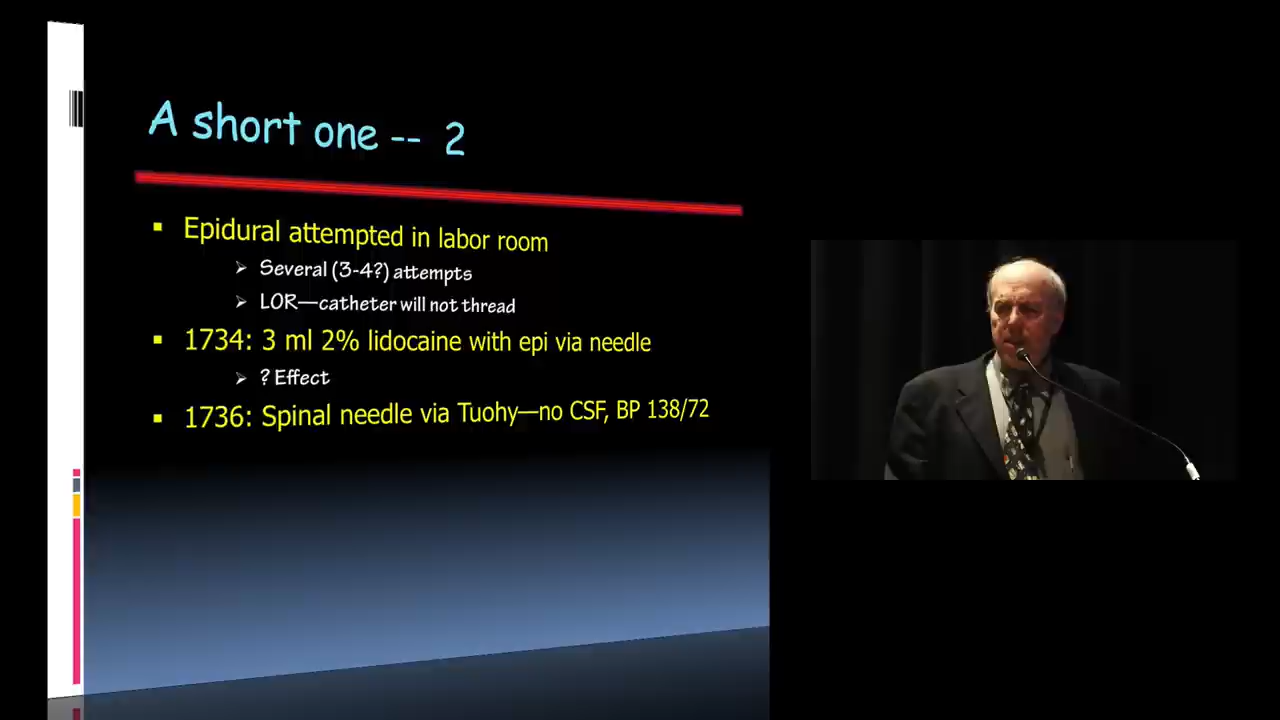 A short one -- 2
Epidural attempted in labor room
Several (3-4?) attempts
LOR—catheter will not thread
1734: 3 ml 2% lidocaine with epi via needle
? Effect
1736: Spinal needle via Tuohy—no CSF, BP 138/72